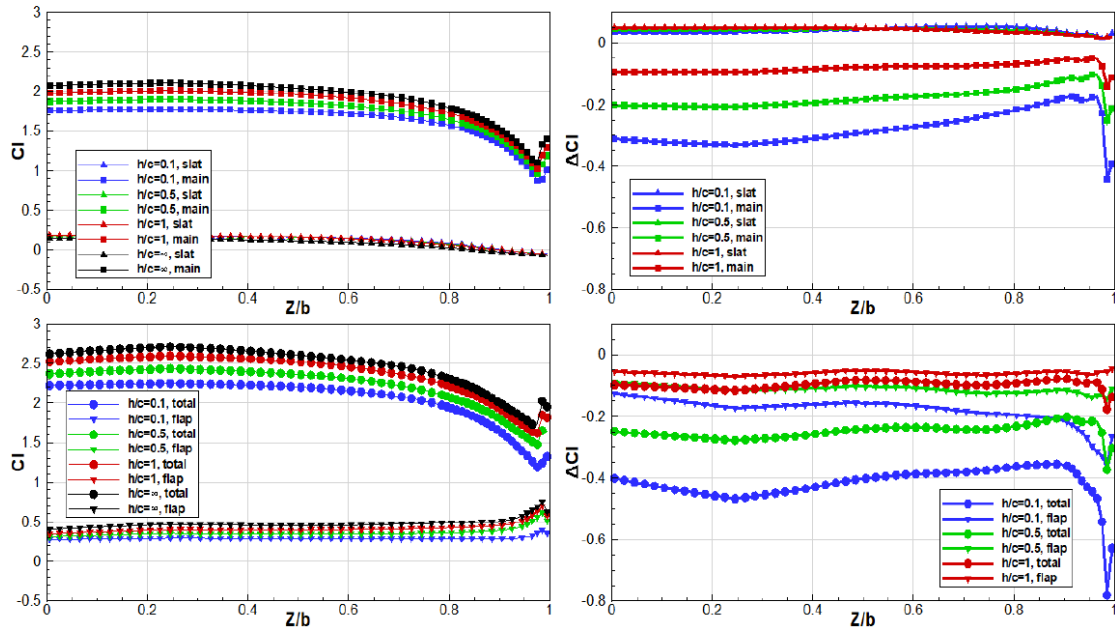 3
2.5
2
1.5
1
0.5
0
-0.5
Cl
h/c=0.1, slat
h/c=0.1, main
h/c=0.5, slat
h/c=0.5, main
h/c=1, slat
h/c=1, main
h/c=∞, slat
h/c=∞, main
0 0.2 0.4 0.6 0.8 1
Z/b
0
-0.2
-0.4
-0.6
-0.8
ΔCl
h/c=0.1, slat
h/c=0.1, main
h/c=0.5, slat
h/c=0.5, main
h/c=1, slat
h/c=1, main
0 0.2 0.4 0.6 0.8 1
Z/b
3
2.5
2
1.5
1
0.5
0
-0.5
Cl
h/c=0.1, total
h/c=0.1, flap
h/c=0.5, total
h/c=0.5, flap
h/c=1, total
h/c=1, flap
h/c=∞, total
h/c=∞, flap
0 0.2 0.4 0.6 0.8 1
Z/b
0
-0.2
-0.4
-0.6
-0.8
ΔCl
h/c=0.1, total
h/c=0.1, flap
h/c=0.5, total
h/c=0.5, flap
h/c=1, total
h/c=1, flap
0 0.2 0.4 0.6 0.8 1
Z/b